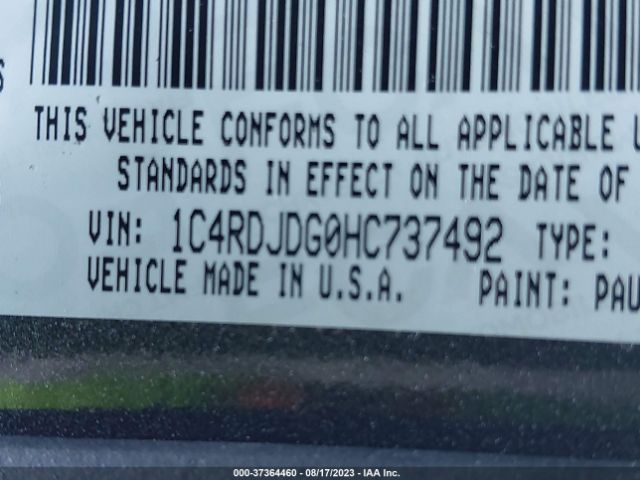 THIS VEHICLE CONFORMS TO ALL APPLICABLE
STANDARDS IN EFFECT ON THE DATE OF
VIN: 1C4RDJDG0HC737492 TYPE:
VEHICLE MADE IN U.S.A. PAINT: PAU
000-37364460 - 08/17/2023 - IAA Inc.